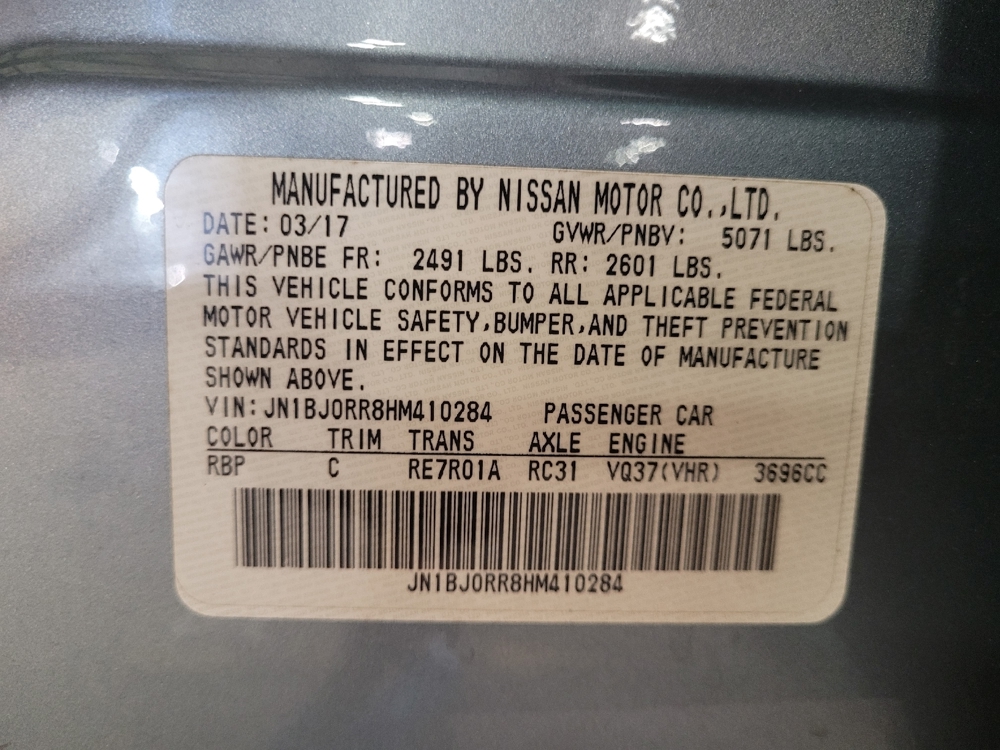 MANUFACTURED BY NISSAN MOTOR CO.,LTD.
DATE: 03/17 GVWR/PNBV: 5071 LBS.
GAWR/PNBE FR: 2491 LBS. RR: 2601 LBS.
THIS VEHICLE CONFORMS TO ALL APPLICABLE FEDERAL
MOTOR VEHICLE SAFETY,BUMPER,AND THEFT PREVENTION
STANDARDS IN EFFECT ON THE DATE OF MANUFACTURE
SHOWN ABOVE.
VIN: JN1BJ0RR8HM410284 PASSENGER CAR
COLOR TRIM TRANS AXLE ENGINE
RBP C RE7R01A RC31 VQ37(VHR) 3696CC
JN1BJ0RR8HM410284